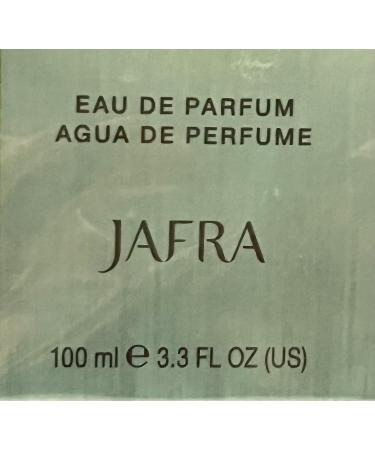 EAU DE PARFUM
AGUA DE PERFUME
JAFRA
100 ml ℮ 3.3 FL OZ (US)